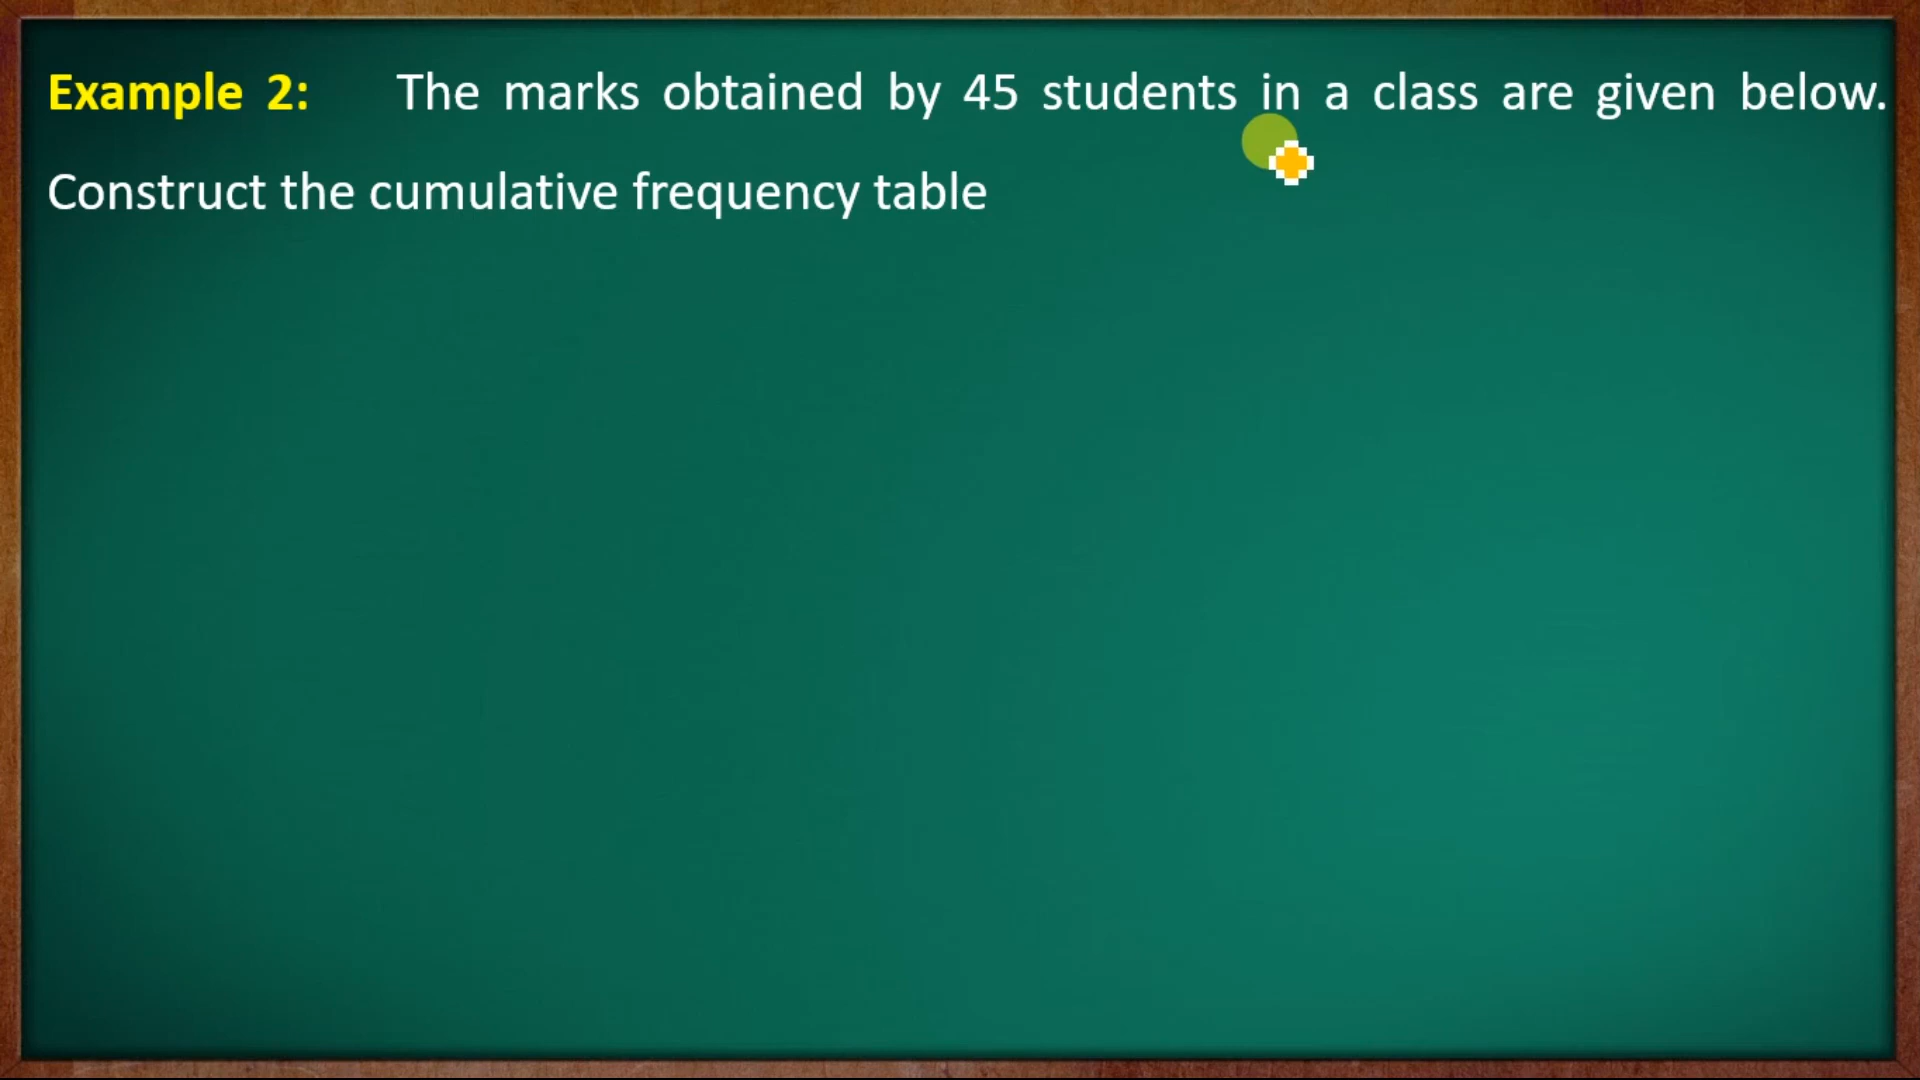 Example 2: The marks obtained by 45 students in a class are given below.
Construct the cumulative frequency table